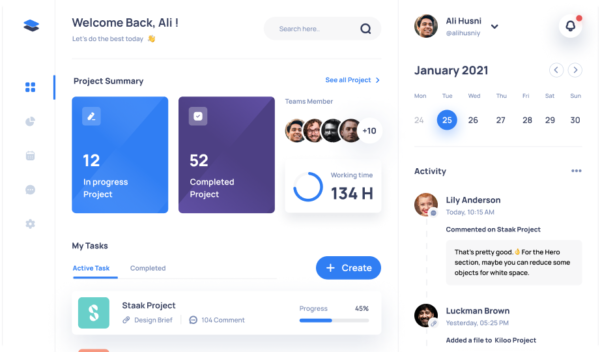 Welcome Back, Ali !
Let's do the best today
Search here..
Project Summary
See all Project
12
In progress
Project
52
Completed
Project
Teams Member
+10
Working time
134 H
My Tasks
Active Task
Completed
+ Create
Staak Project
Design Brief
104 Comment
Progress
45%
Ali Husni
@alihusniy
January 2021
Mon Tue Wed Thu Fri Sat Sun
24 25 26 27 28 29 30
Activity
Lily Anderson
Today, 10:15 AM
Commented on Staak Project
That's pretty good.👌For the Hero
section, maybe you can reduce some
objects for white space.
Luckman Brown
Yesterday, 05:25 PM
Added a file to Kiloo Project